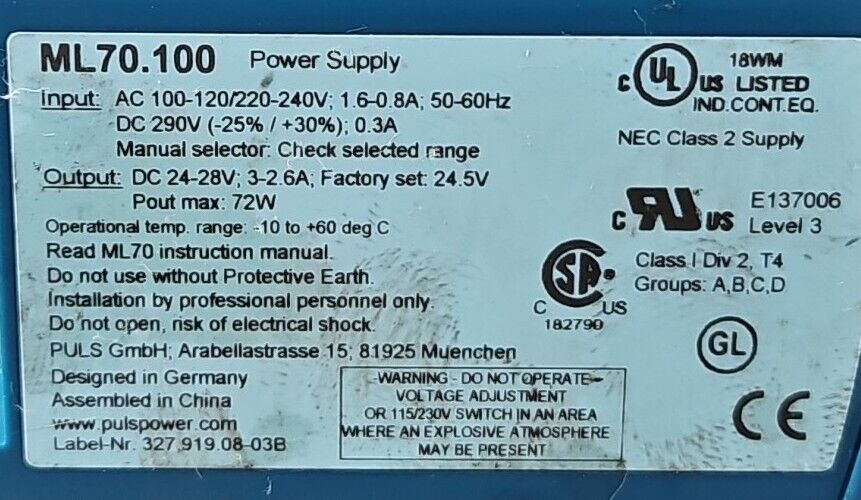 ML70.100 Power Supply
Input: AC 100-120/220-240V; 1.6-0.8A; 50-60Hz
DC 290V (-25% / +30%); 0.3A
Manual selector: Check selected range
Output: DC 24-28V; 3-2.6A; Factory set: 24.5V
Pout max: 72W
Operational temp. range: -10 to +60 deg C
Read ML70 instruction manual.
Do not use without Protective Earth.
Installation by professional personnel only.
Do not open, risk of electrical shock.
PULS GmbH; Arabellastrasse 15; 81925 Muenchen
Designed in Germany
Assembled in China
www.pulspower.com
Label-Nr. 327.919.08-03B
WARNING - DO NOT OPERATE
VOLTAGE ADJUSTMENT
OR 115/230V SWITCH IN AN AREA
WHERE AN EXPLOSIVE ATMOSPHERE
MAY BE PRESENT
C UL US
18WM
LISTED
IND.CONT.EQ.
NEC Class 2 Supply
C RU US
E137006
Level 3
SA ®
C US
182790
Class I Div 2, T4
Groups: A,B,C,D
GL
CE